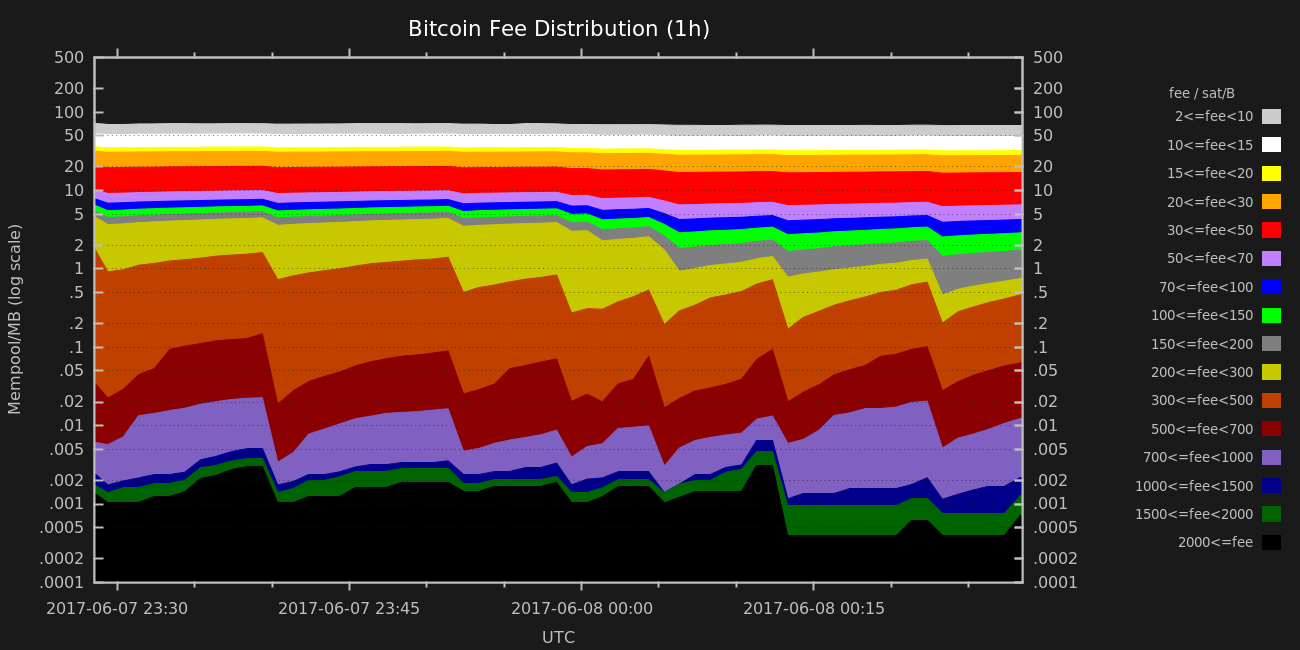 Bitcoin Fee Distribution (1h)
Mempool/MB (log scale)
500
200
100
50
20
10
5
2
1
.5
.2
.1
.05
.02
.01
.005
.002
.001
.0005
.0002
.0001
500
200
100
50
20
10
5
2
1
.5
.2
.1
.05
.02
.01
.005
.002
.001
.0005
.0002
.0001
2017-06-07 23:30
2017-06-07 23:45
2017-06-08 00:00
2017-06-08 00:15
UTC
fee / sat/B
2<=fee<10
10<=fee<15
15<=fee<20
20<=fee<30
30<=fee<50
50<=fee<70
70<=fee<100
100<=fee<150
150<=fee<200
200<=fee<300
300<=fee<500
500<=fee<700
700<=fee<1000
1000<=fee<1500
1500<=fee<2000
2000<=fee